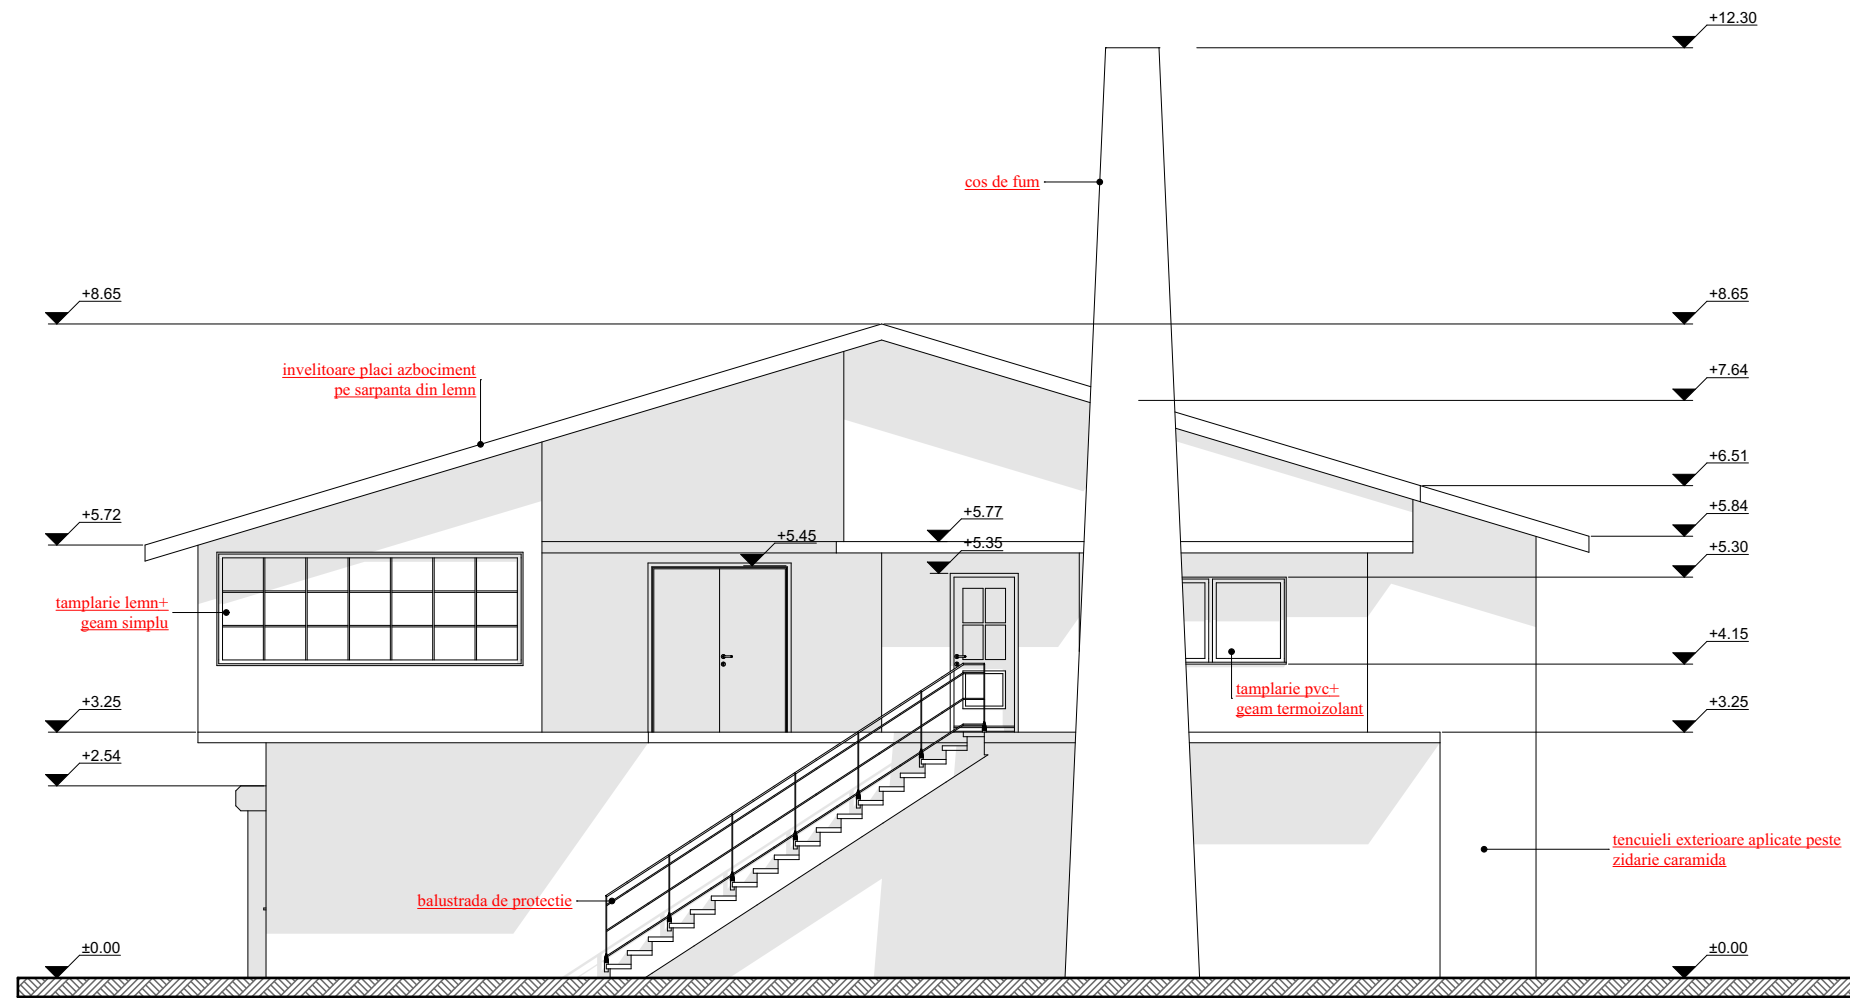 +12.30
cos de fum
+8.65
+8.65
invelitoare placi azbociment
pe sarpanta din lemn
+7.64
+6.51
+5.72
+5.77
+5.84
+5.45
+5.35
+5.30
tamplarie lemn+
geam simplu
+4.15
tamplarie pvc+
geam termoizolant
+3.25
+3.25
+2.54
tencuieli exterioare aplicate peste
zidarie caramida
balustrada de protectie
±0.00
±0.00